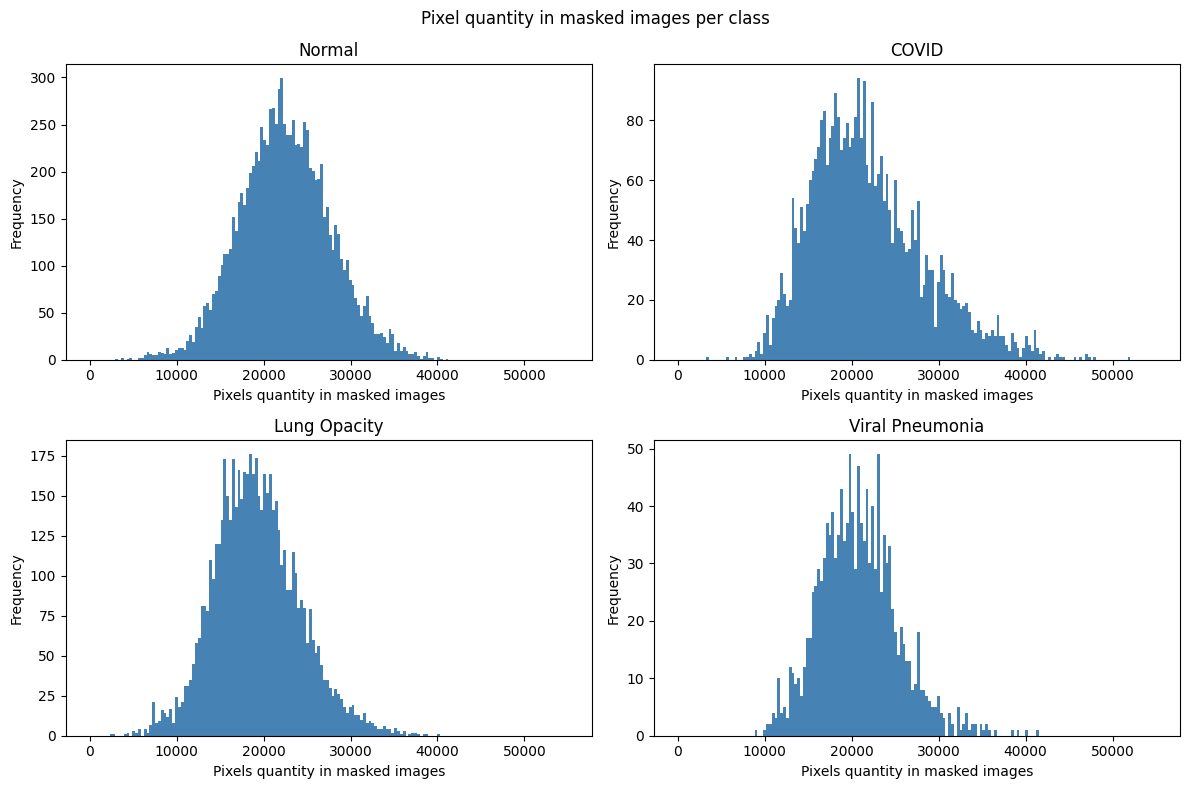 Pixel quantity in masked images per class
Normal
Frequency
300
250
200
150
100
50
0
0 10000 20000 30000 40000 50000
Pixels quantity in masked images
COVID
Frequency
80
60
40
20
0
0 10000 20000 30000 40000 50000
Pixels quantity in masked images
Lung Opacity
Frequency
175
150
125
100
75
50
25
0
0 10000 20000 30000 40000 50000
Pixels quantity in masked images
Viral Pneumonia
Frequency
50
40
30
20
10
0
0 10000 20000 30000 40000 50000
Pixels quantity in masked images